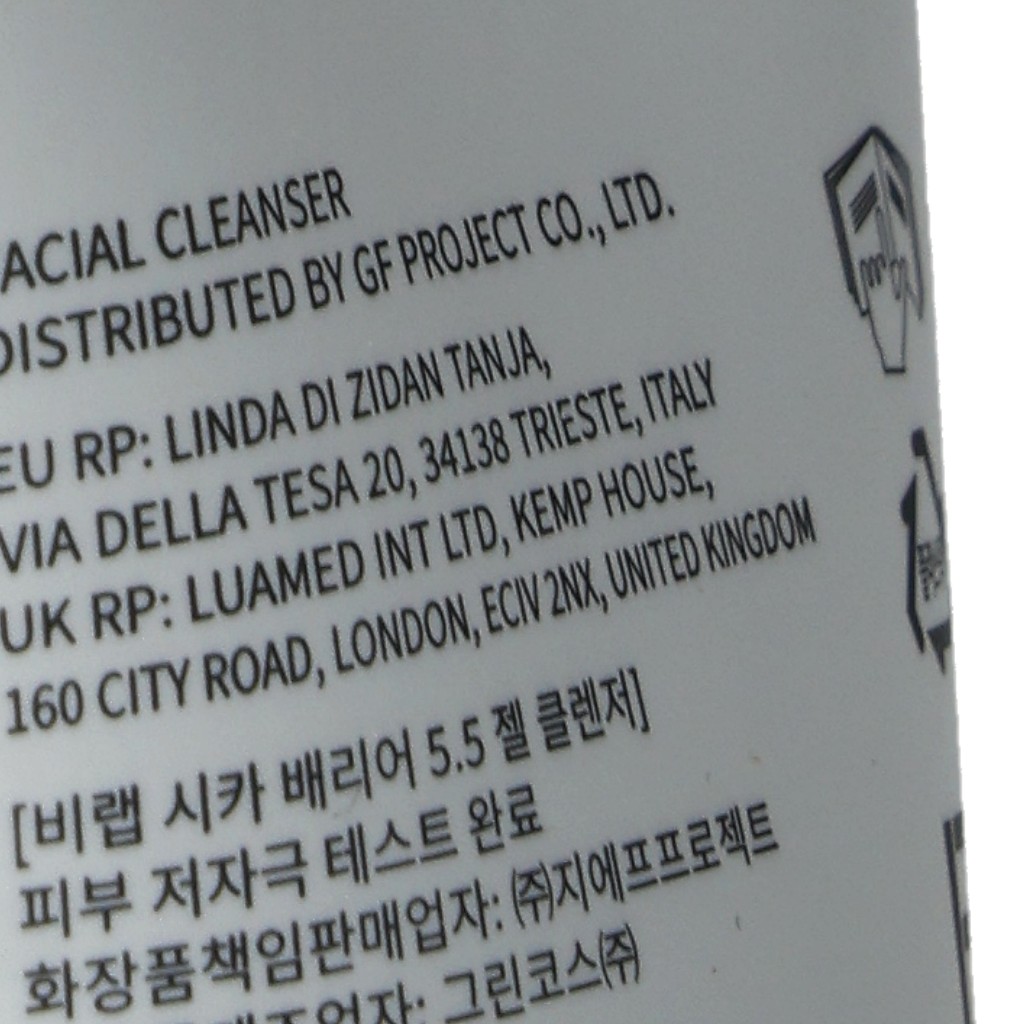 ACIAL CLEANSER
DISTRIBUTED BY GF PROJECT CO., LTD.
EU RP: LINDA DI ZIDAN TANJA,
VIA DELLA TESA 20, 34138 TRIESTE, ITALY
UK RP: LUAMED INT LTD, KEMP HOUSE,
160 CITY ROAD, LONDON, ECIV 2NX, UNITED KINGDOM
[비랩 시카 배리어 5.5 젤 클렌저]
피부 저자극 테스트 완료
화장품책임판매업자: ㈜지에프프로젝트
그린코스㈜